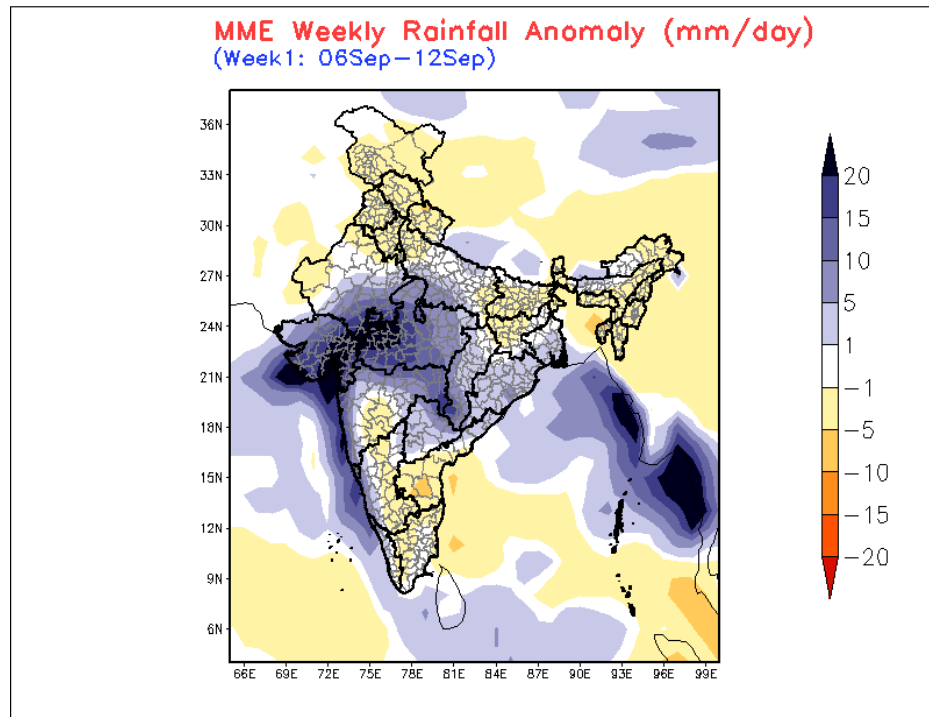 MME Weekly Rainfall Anomaly (mm/day)
(Week1: 06Sep−12Sep)
36N
33N
30N
27N
24N
21N
18N
15N
12N
9N
6N
66E 69E 72E 75E 78E 81E 84E 87E 90E 93E 96E 99E
20
15
10
5
1
−1
−5
−10
−15
−20